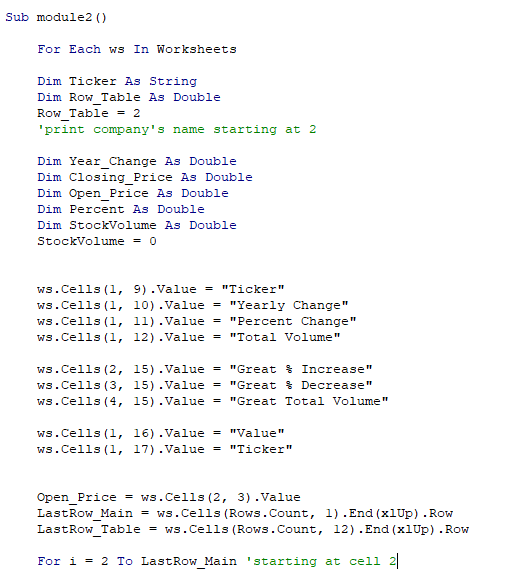 Sub module2()
For Each ws In Worksheets
Dim Ticker As String
Dim Row_Table As Double
Row_Table = 2
'print company's name starting at 2
Dim Year_Change As Double
Dim Closing_Price As Double
Dim Open_Price As Double
Dim Percent As Double
Dim StockVolume As Double
StockVolume = 0
ws.Cells(1, 9).Value = "Ticker"
ws.Cells(1, 10).Value = "Yearly Change"
ws.Cells(1, 11).Value = "Percent Change"
ws.Cells(1, 12).Value = "Total Volume"
ws.Cells(2, 15).Value = "Great % Increase"
ws.Cells(3, 15).Value = "Great % Decrease"
ws.Cells(4, 15).Value = "Great Total Volume"
ws.Cells(1, 16).Value = "Value"
ws.Cells(1, 17).Value = "Ticker"
Open_Price = ws.Cells(2, 3).Value
LastRow_Main = ws.Cells(Rows.Count, 1).End(xlUp).Row
LastRow_Table = ws.Cells(Rows.Count, 12).End(xlUp).Row
For i = 2 To LastRow_Main 'starting at cell 2